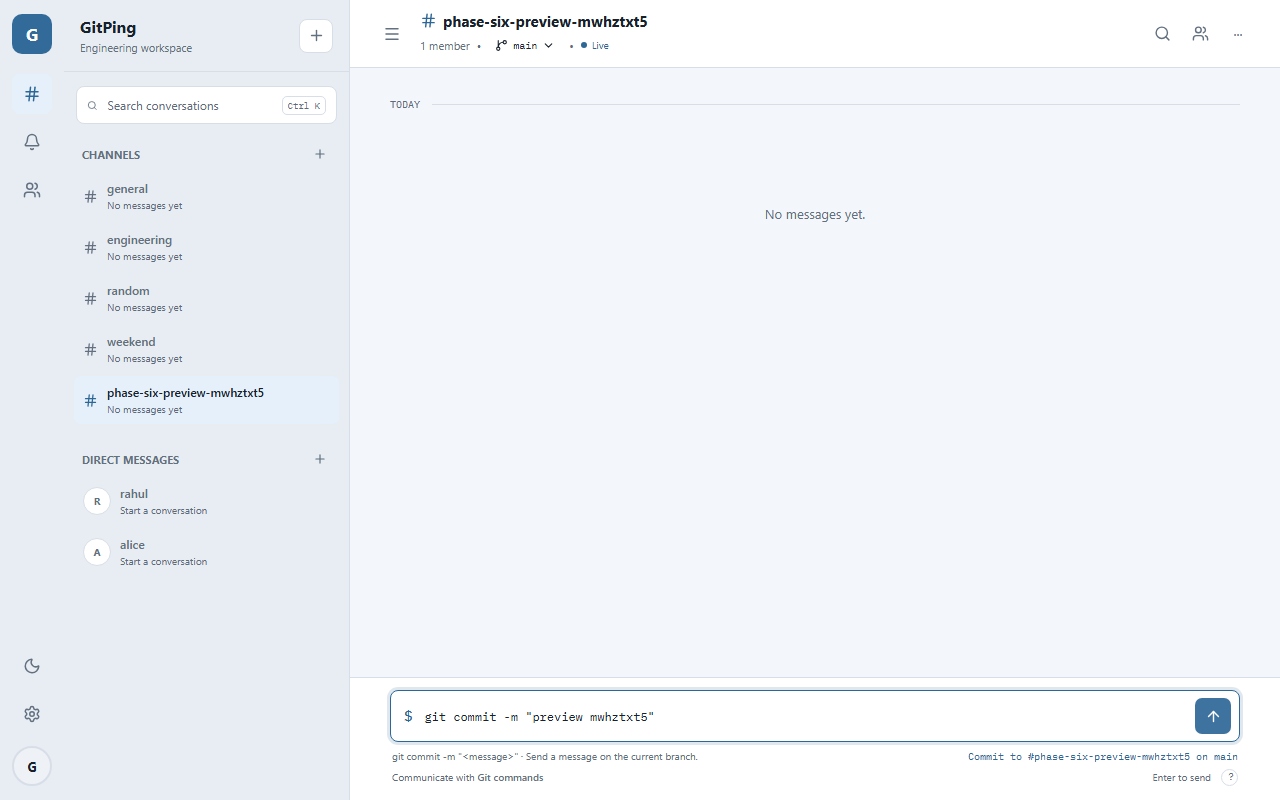 G
GitPing
Engineering workspace
Search conversations
Ctrl K
CHANNELS
general
No messages yet
engineering
No messages yet
random
No messages yet
weekend
No messages yet
phase-six-preview-mwhztxt5
No messages yet
DIRECT MESSAGES
R
rahul
Start a conversation
A
alice
Start a conversation
G
# phase-six-preview-mwhztxt5
1 member • main • Live
TODAY
No messages yet.
$ git commit -m "preview mwhztxt5"
git commit -m "<message>" · Send a message on the current branch.
Commit to #phase-six-preview-mwhztxt5 on main
Communicate with Git commands
Enter to send ?